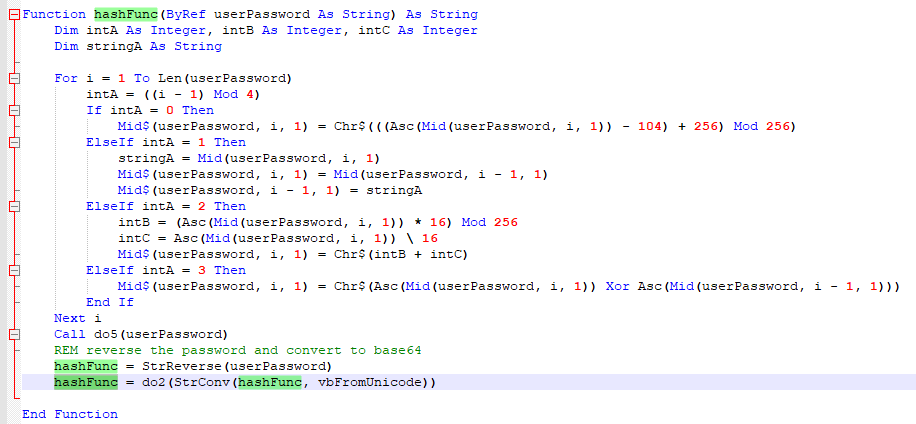 Function hashFunc(ByRef userPassword As String) As String
Dim intA As Integer, intB As Integer, intC As Integer
Dim stringA As String
For i = 1 To Len(userPassword)
intA = ((i - 1) Mod 4)
If intA = 0 Then
Mid$(userPassword, i, 1) = Chr$(((Asc(Mid(userPassword, i, 1)) - 104) + 256) Mod 256)
ElseIf intA = 1 Then
stringA = Mid(userPassword, i, 1)
Mid$(userPassword, i, 1) = Mid(userPassword, i - 1, 1)
Mid$(userPassword, i - 1, 1) = stringA
ElseIf intA = 2 Then
intB = (Asc(Mid(userPassword, i, 1)) * 16) Mod 256
intC = Asc(Mid(userPassword, i, 1)) \ 16
Mid$(userPassword, i, 1) = Chr$(intB + intC)
ElseIf intA = 3 Then
Mid$(userPassword, i, 1) = Chr$(Asc(Mid(userPassword, i, 1)) Xor Asc(Mid(userPassword, i - 1, 1)))
End If
Next i
Call do5(userPassword)
REM reverse the password and convert to base64
hashFunc = StrReverse(userPassword)
hashFunc = do2(StrConv(hashFunc, vbFromUnicode))
End Function